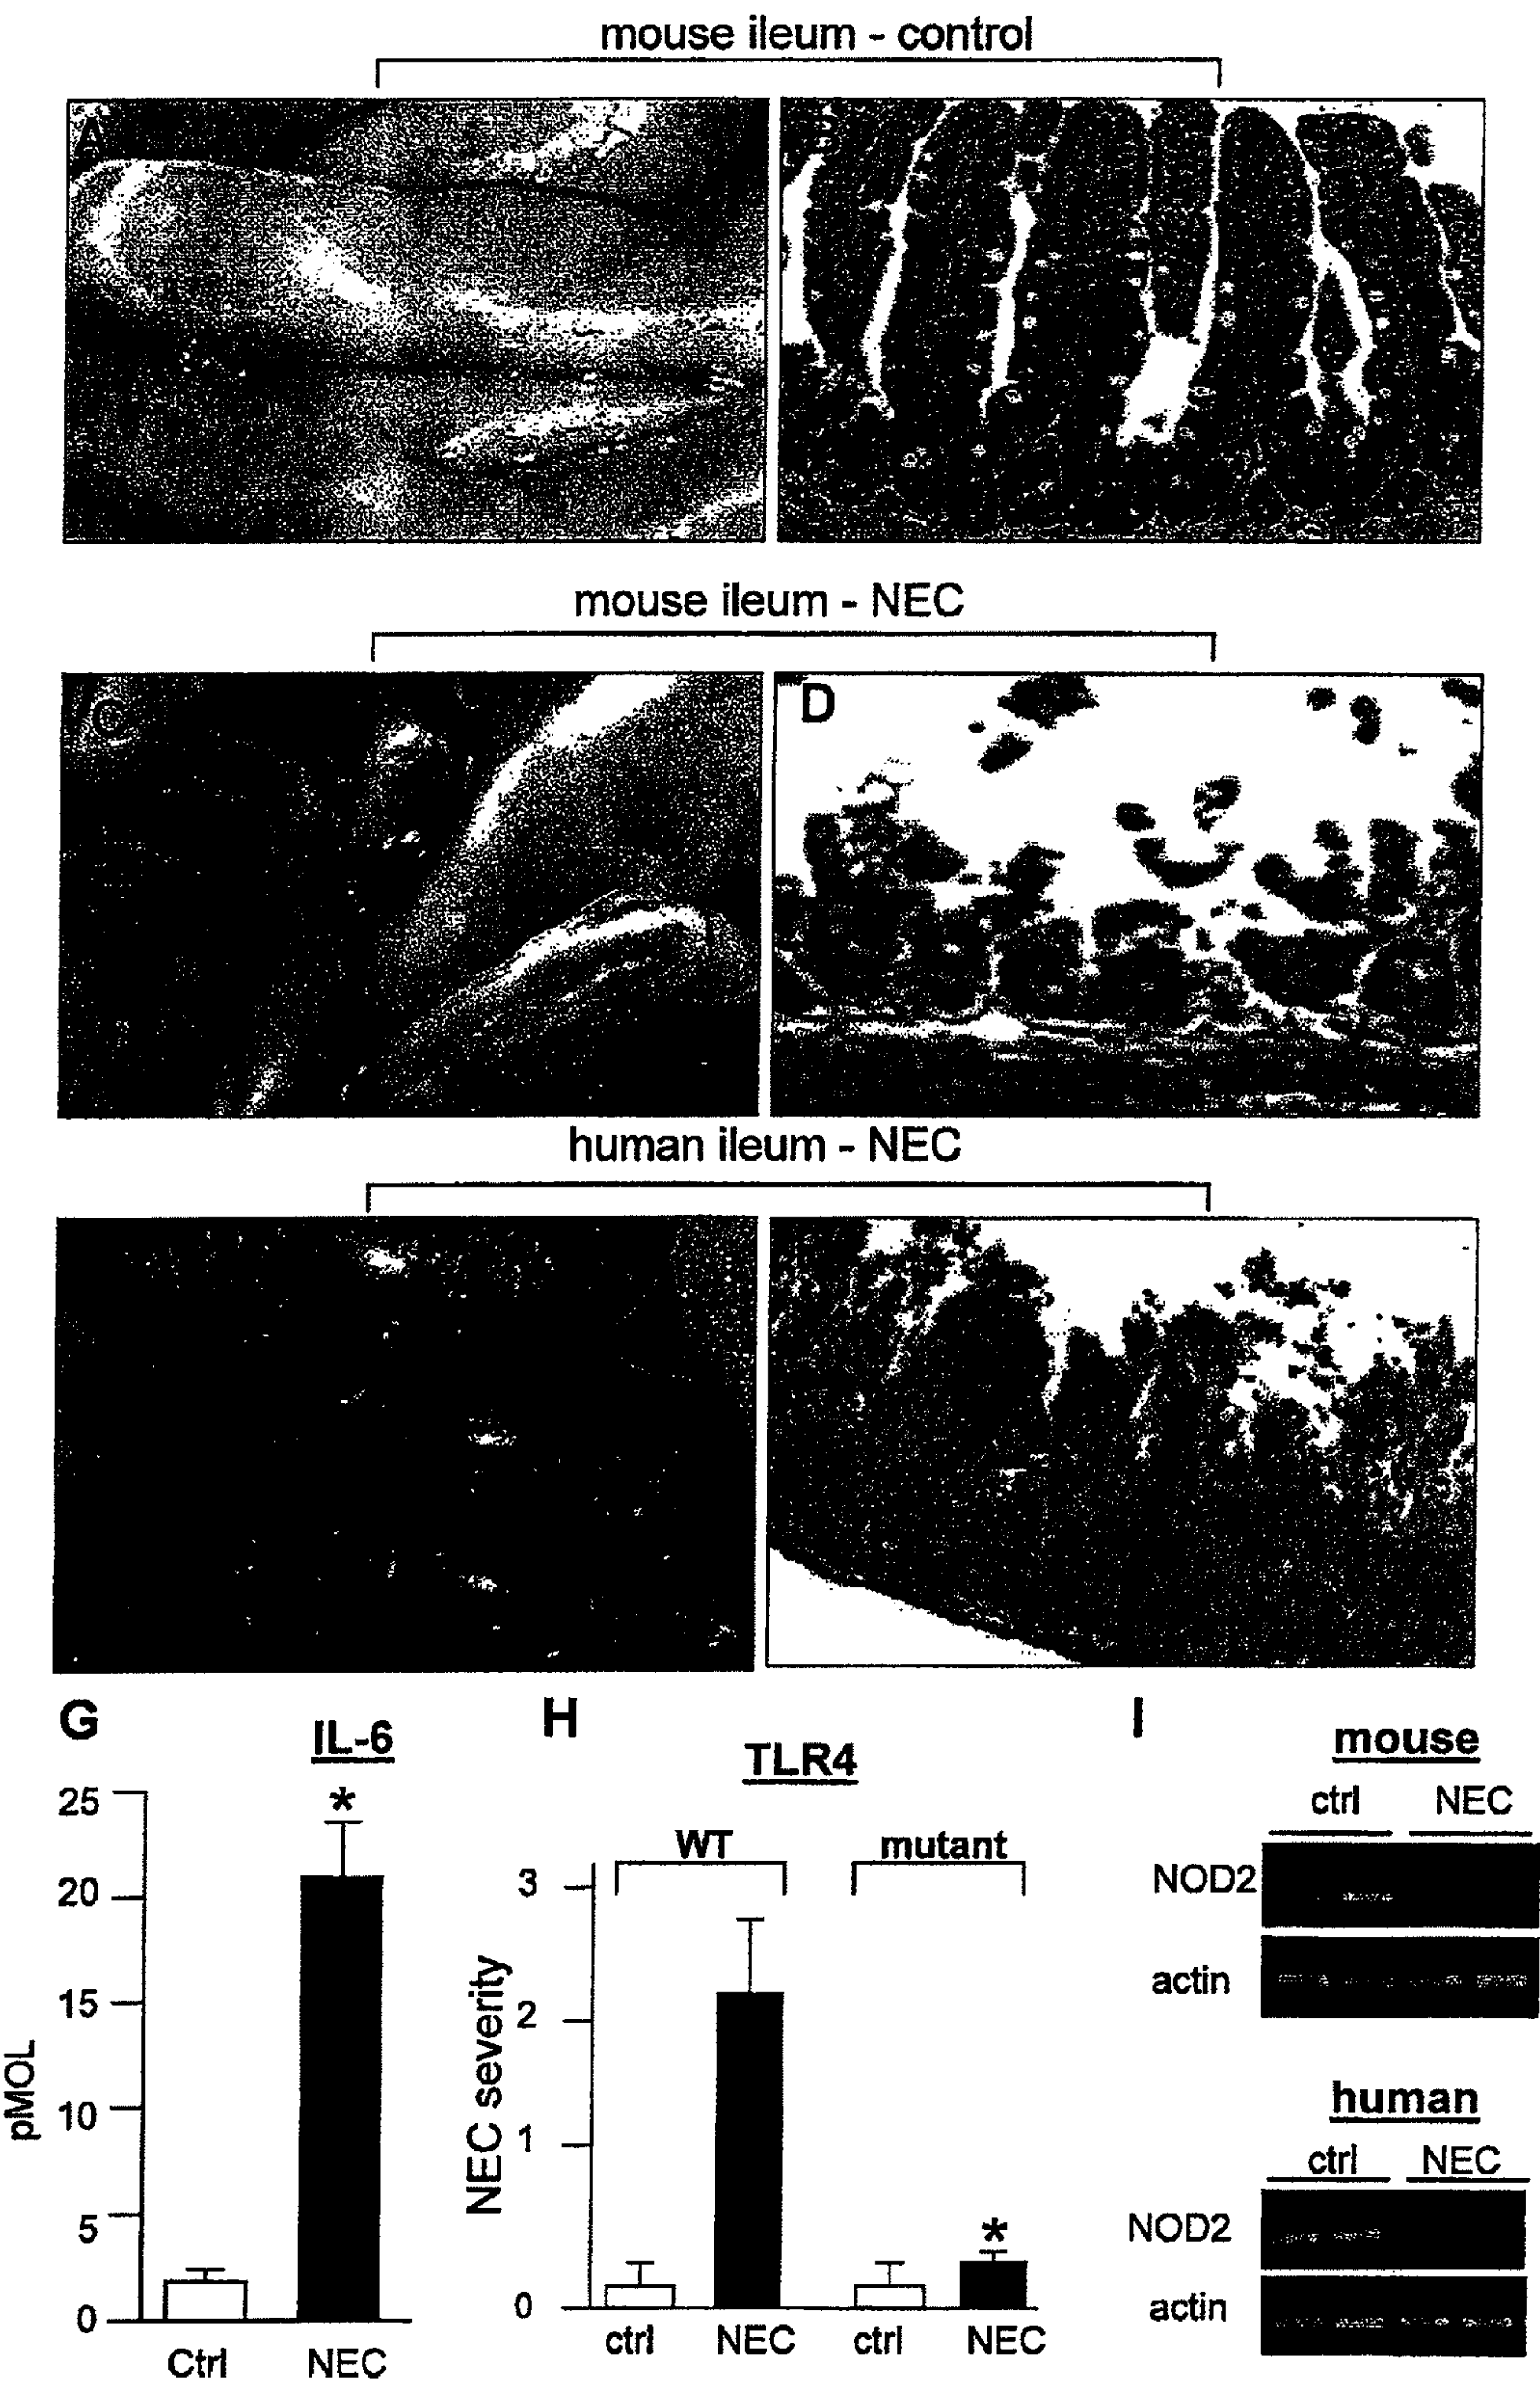 mouse ileum - control
A
B
mouse ileum - NEC
C
D
human ileum - NEC
G
IL-6
25
20
15
10
5
0
pMOL
*
Ctrl
NEC
H
TLR4
WT
mutant
3
2
1
0
NEC severity
*
ctrl
NEC
ctrl
NEC
I
mouse
ctrl
NEC
NOD2
actin
human
ctrl
NEC
NOD2
actin